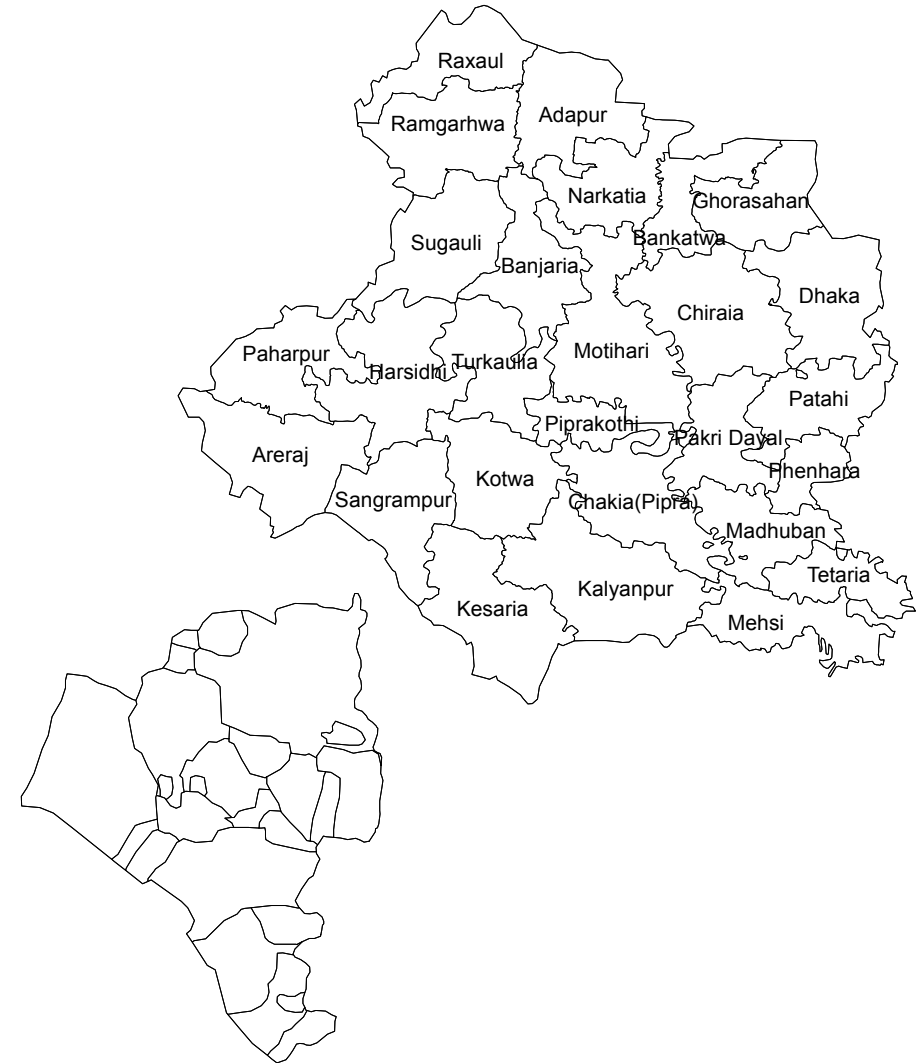 Raxaul
Adapur
Ramgarhwa
Narkatia
Ghorasahan
Bankatwa
Sugauli
Banjaria
Dhaka
Chiraia
Motihari
Paharpur
Turkaulia
Harsidhi
Patahi
Piprakothi
Pakri Dayal
Areraj
Phenhara
Kotwa
Sangrampur
Chakia(Pipra)
Madhuban
Tetaria
Kalyanpur
Kesaria
Mehsi